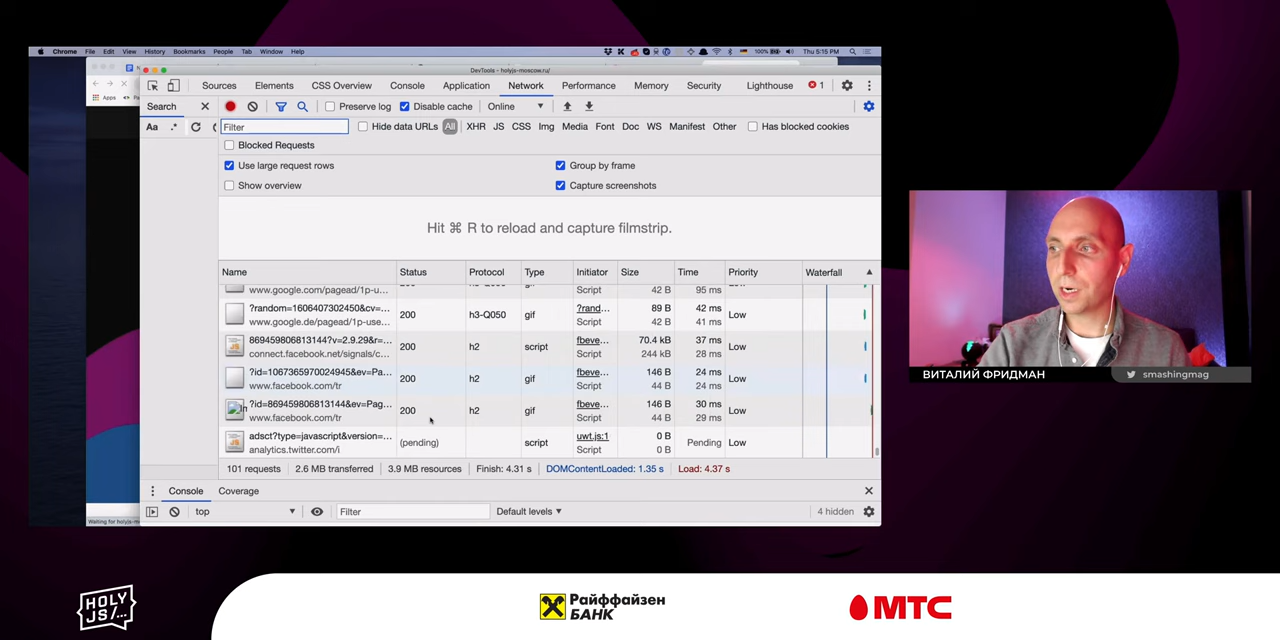 Chrome File Edit View History Bookmarks People Tab Window Help 100% Thu 5:15 PM
DevTools - holyjs-moscow.ru/
Sources Elements CSS Overview Console Application Network Performance Memory Security Lighthouse 1
Apps
Search Preserve log Disable cache Online
Aa .* Filter Hide data URLs All XHR JS CSS Img Media Font Doc WS Manifest Other Has blocked cookies
Blocked Requests
Use large request rows Group by frame
Show overview Capture screenshots
Hit ⌘ R to reload and capture filmstrip.
Name Status Protocol Type Initiator Size Time Priority Waterfall
www.google.com/pagead/1p-u... Script 42 B 95 ms
?random=1606407302450&cv=... 200 h3-Q050 gif ?rand... 89 B 42 ms Low
www.google.de/pagead/1p-use... Script 42 B 41 ms
869459806813144?v=2.9.29&r=... 200 h2 script fbeve... 70.4 kB 37 ms Low
connect.facebook.net/signals/c... Script 244 kB 28 ms
?id=1067365970024945&ev=Pa... 200 h2 gif fbeve... 146 B 24 ms Low
www.facebook.com/tr Script 44 B 24 ms
?id=869459806813144&ev=Pag... 200 h2 gif fbeve... 146 B 30 ms Low
www.facebook.com/tr Script 44 B 29 ms
adsct?type=javascript&version=... (pending) script uwt.js:1 0 B Pending Low
analytics.twitter.com/i Script 0 B
101 requests 2.6 MB transferred 3.9 MB resources Finish: 4.31 s DOMContentLoaded: 1.35 s Load: 4.37 s
Console Coverage
top Filter Default levels 4 hidden
ВИТАЛИЙ ФРИДМАН smashingmag
HOLY JS/...
Райффайзен
БАНК
МТС